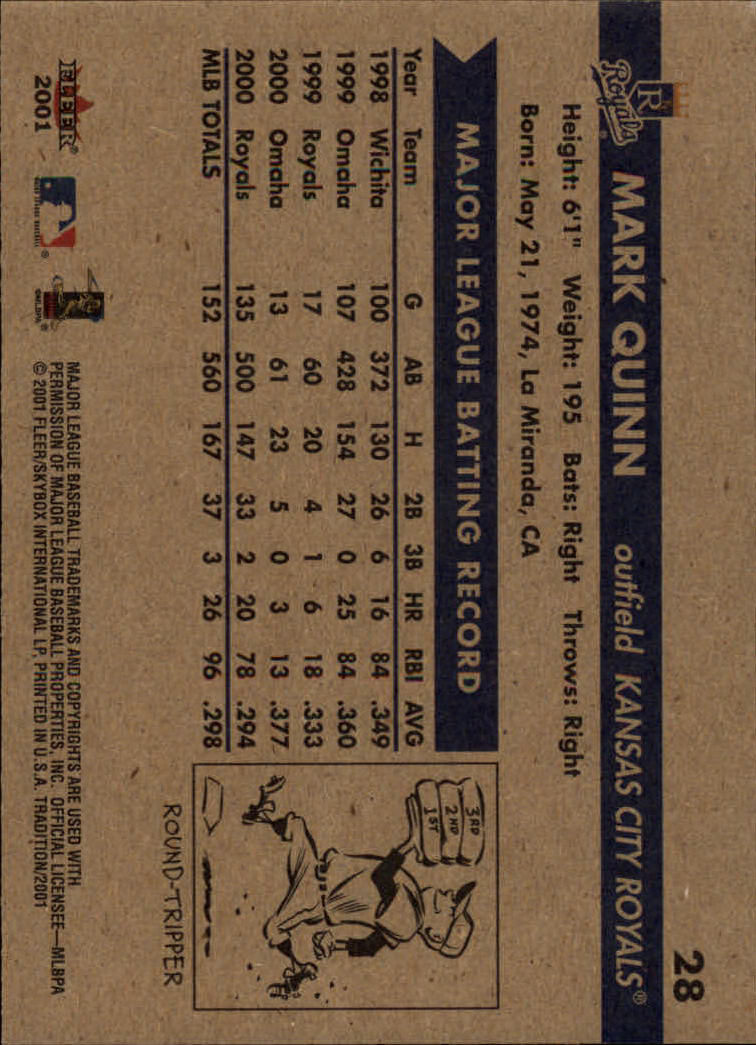 28
Royals MARK QUINN outfield KANSAS CITY ROYALS®
Height: 6'1" Weight: 195 Bats: Right Throws: Right
Born: May 21, 1974, La Miranda, CA
MAJOR LEAGUE BATTING RECORD
Year Team G AB H 2B 3B HR RBI AVG
1998 Wichita 100 372 130 26 6 16 84 .349
1999 Omaha 107 428 154 27 0 25 84 .360
1999 Royals 17 60 20 4 1 6 18 .333
2000 Omaha 13 61 23 5 0 3 13 .377
2000 Royals 135 500 147 33 2 20 78 .294
MLB TOTALS 152 560 167 37 3 26 96 .298
3RD
2ND
1ST
ROUND-TRIPPER
FLEER®
2001
©MLBPA
MAJOR LEAGUE BASEBALL TRADEMARKS AND COPYRIGHTS ARE USED WITH
PERMISSION OF MAJOR LEAGUE BASEBALL PROPERTIES, INC. OFFICIAL LICENSEE—MLBPA
© 2001 FLEER/SKYBOX INTERNATIONAL LP, PRINTED IN U.S.A. TRADITION/2001